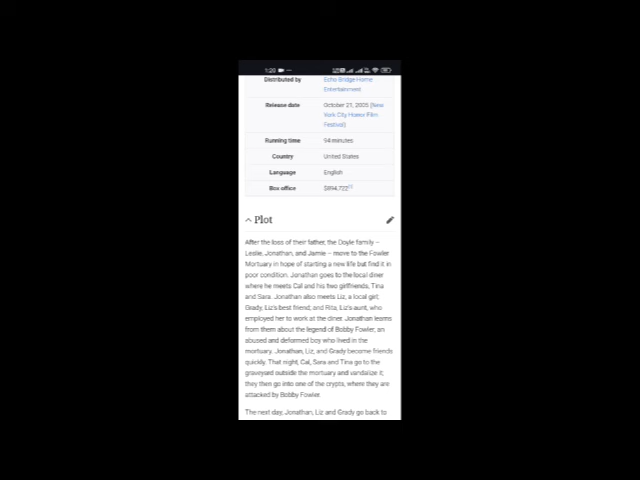 1:20
Distributed by Echo Bridge Home
Entertainment
Release date October 21, 2005 (New
York City Horror Film
Festival)
Running time 94 minutes
Country United States
Language English
Box office $894,722
Plot
After the loss of their father, the Doyle family –
Leslie, Jonathan, and Jamie – move to the Fowler
Mortuary in hope of starting a new life but find it in
poor condition. Jonathan goes to the local diner
where he meets Cal and his two girlfriends, Tina
and Sara. Jonathan also meets Liz, a local girl;
Grady, Liz's best friend; and Rita, Liz's aunt, who
employed her to work at the diner. Jonathan learns
from them about the legend of Bobby Fowler, an
abused and deformed boy who lived in the
mortuary. Jonathan, Liz, and Grady become friends
quickly. That night, Cal, Sara and Tina go to the
graveyard outside the mortuary and vandalize it;
they then go into one of the crypts, where they are
attacked by Bobby Fowler.
The next day, Jonathan, Liz and Grady go back to